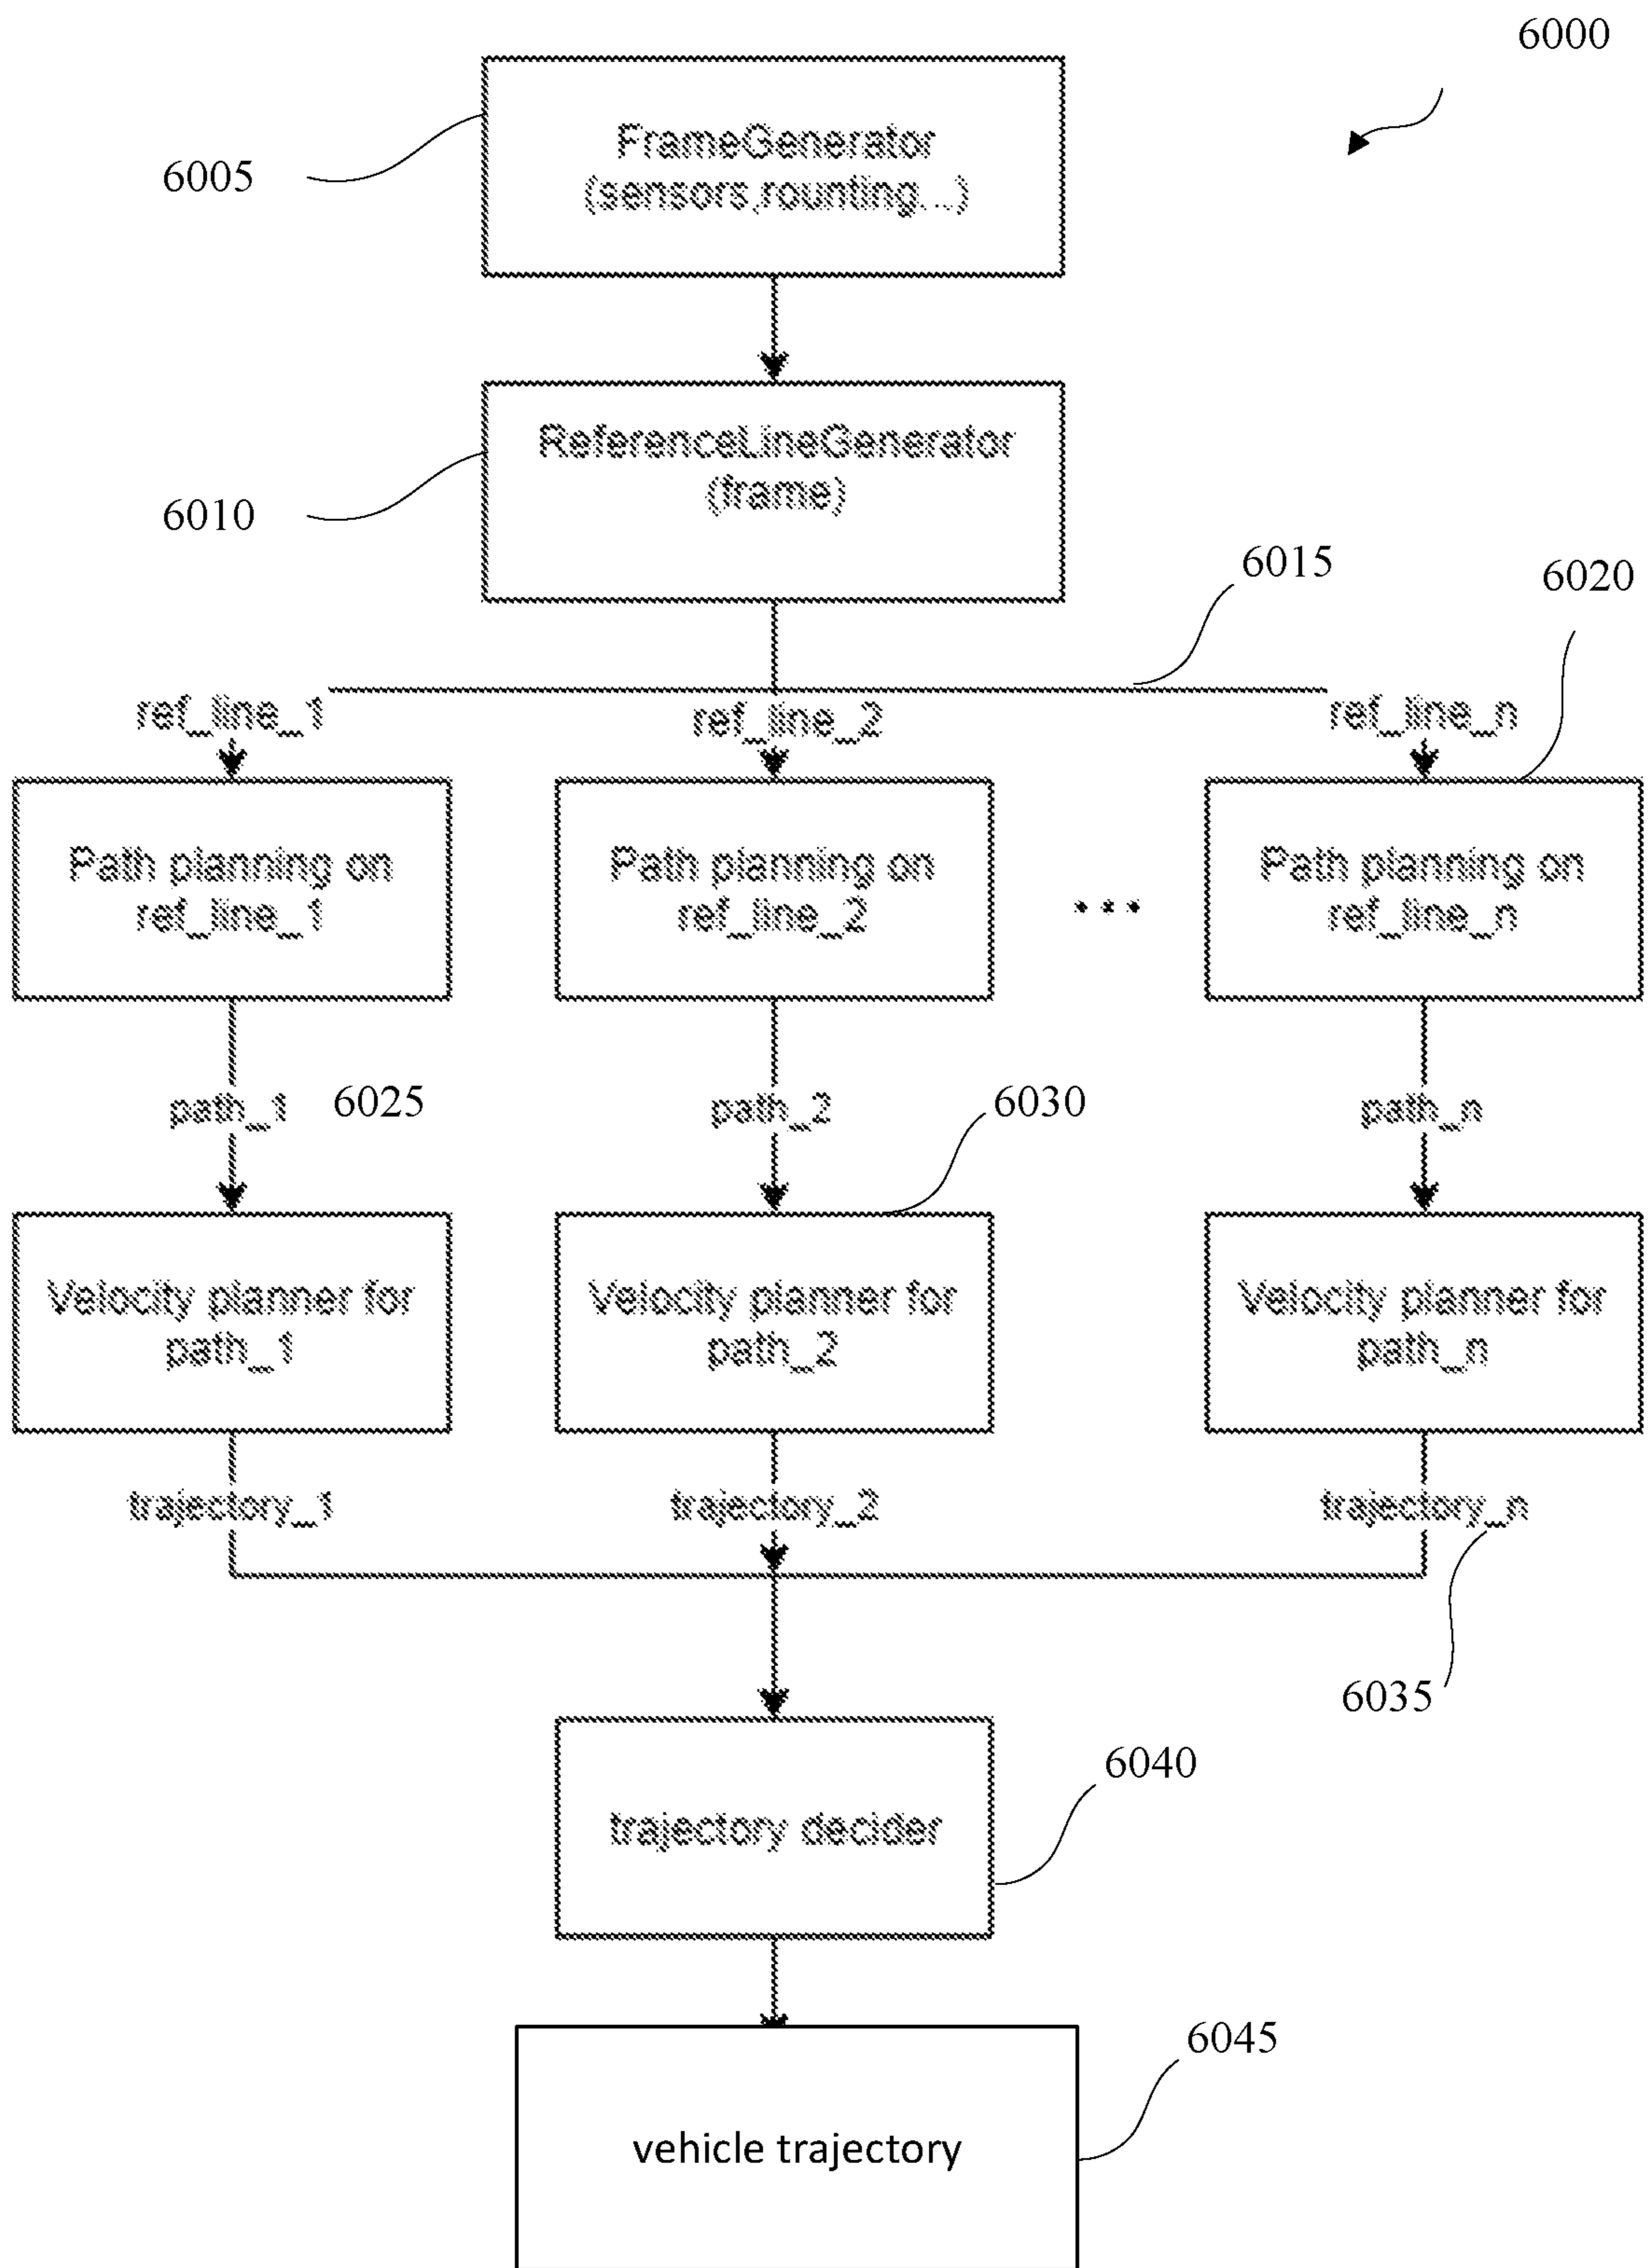 6000
FrameGenerator
(sensors,rounting...)
6005
ReferenceLineGenerator
(frame)
6010
6015
6020
ref_line_1
ref_line_2
ref_line_n
Path planning on
ref_line_1
Path planning on
ref_line_2
...
Path planning on
ref_line_n
path_1
6025
path_2
6030
path_n
Velocity planner for
path_1
Velocity planner for
path_2
Velocity planner for
path_n
trajectory_1
trajectory_2
trajectory_n
6035
trajectory decider
6040
vehicle trajectory
6045